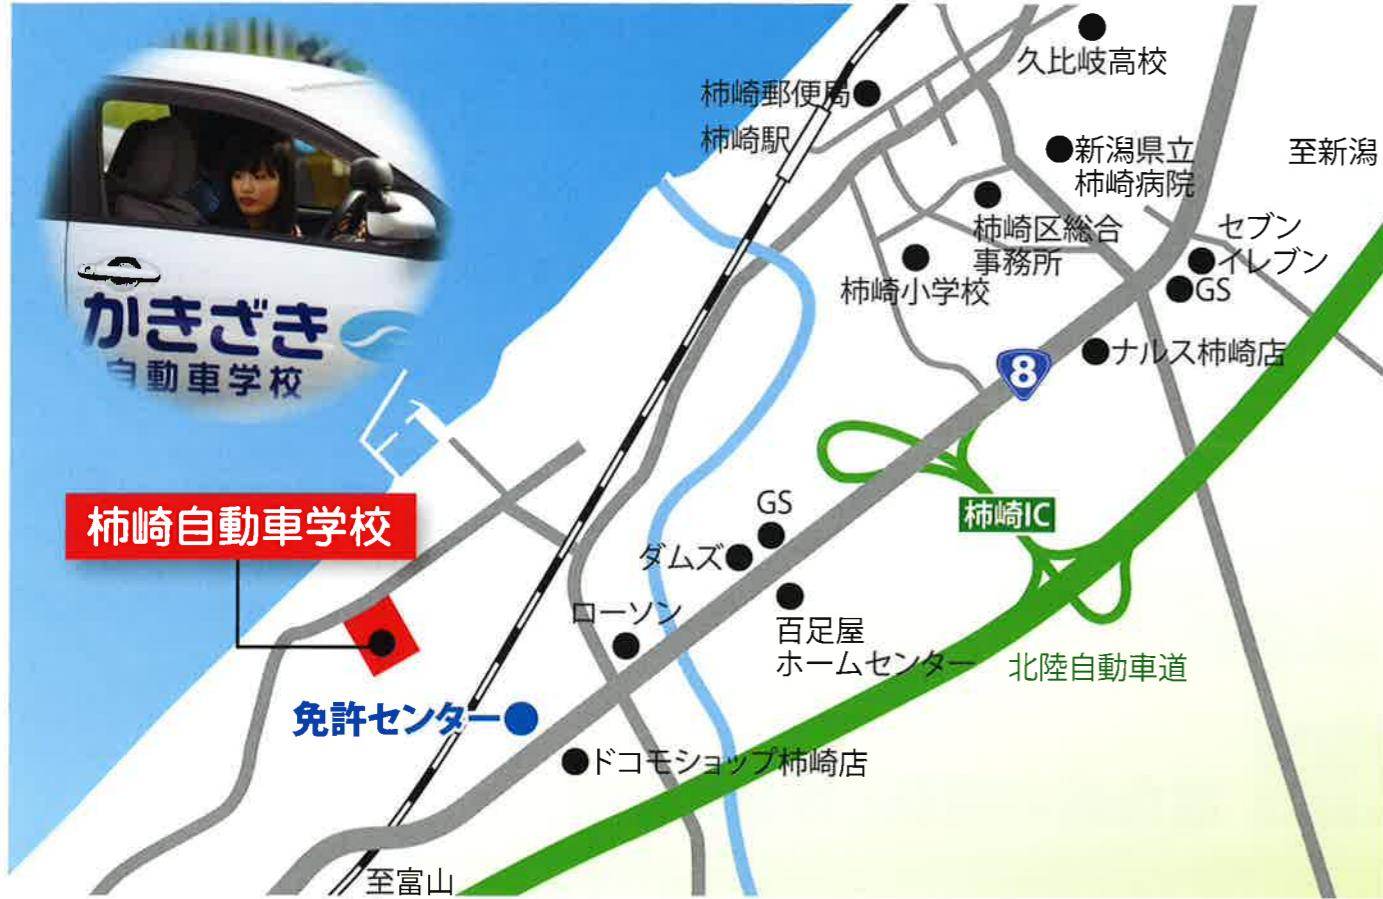 久比岐高校
柿崎郵便局
柿崎駅
新潟県立
柿崎病院
至新潟
柿崎区総合
事務所
セブン
イレブン
柿崎小学校
GS
ナルス柿崎店
8
かきざき
自動車学校
柿崎自動車学校
GS
柿崎IC
ダムズ
ローソン
百足屋
ホームセンター
北陸自動車道
免許センター
ドコモショップ柿崎店
至富山